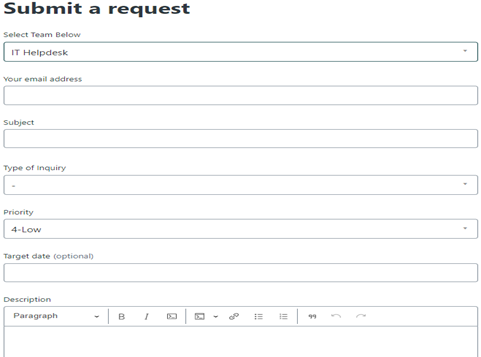 Submit a request
Select Team Below
IT Helpdesk
Your email address
Subject
Type of Inquiry
-
Priority
4-Low
Target date (optional)
Description
Paragraph B I